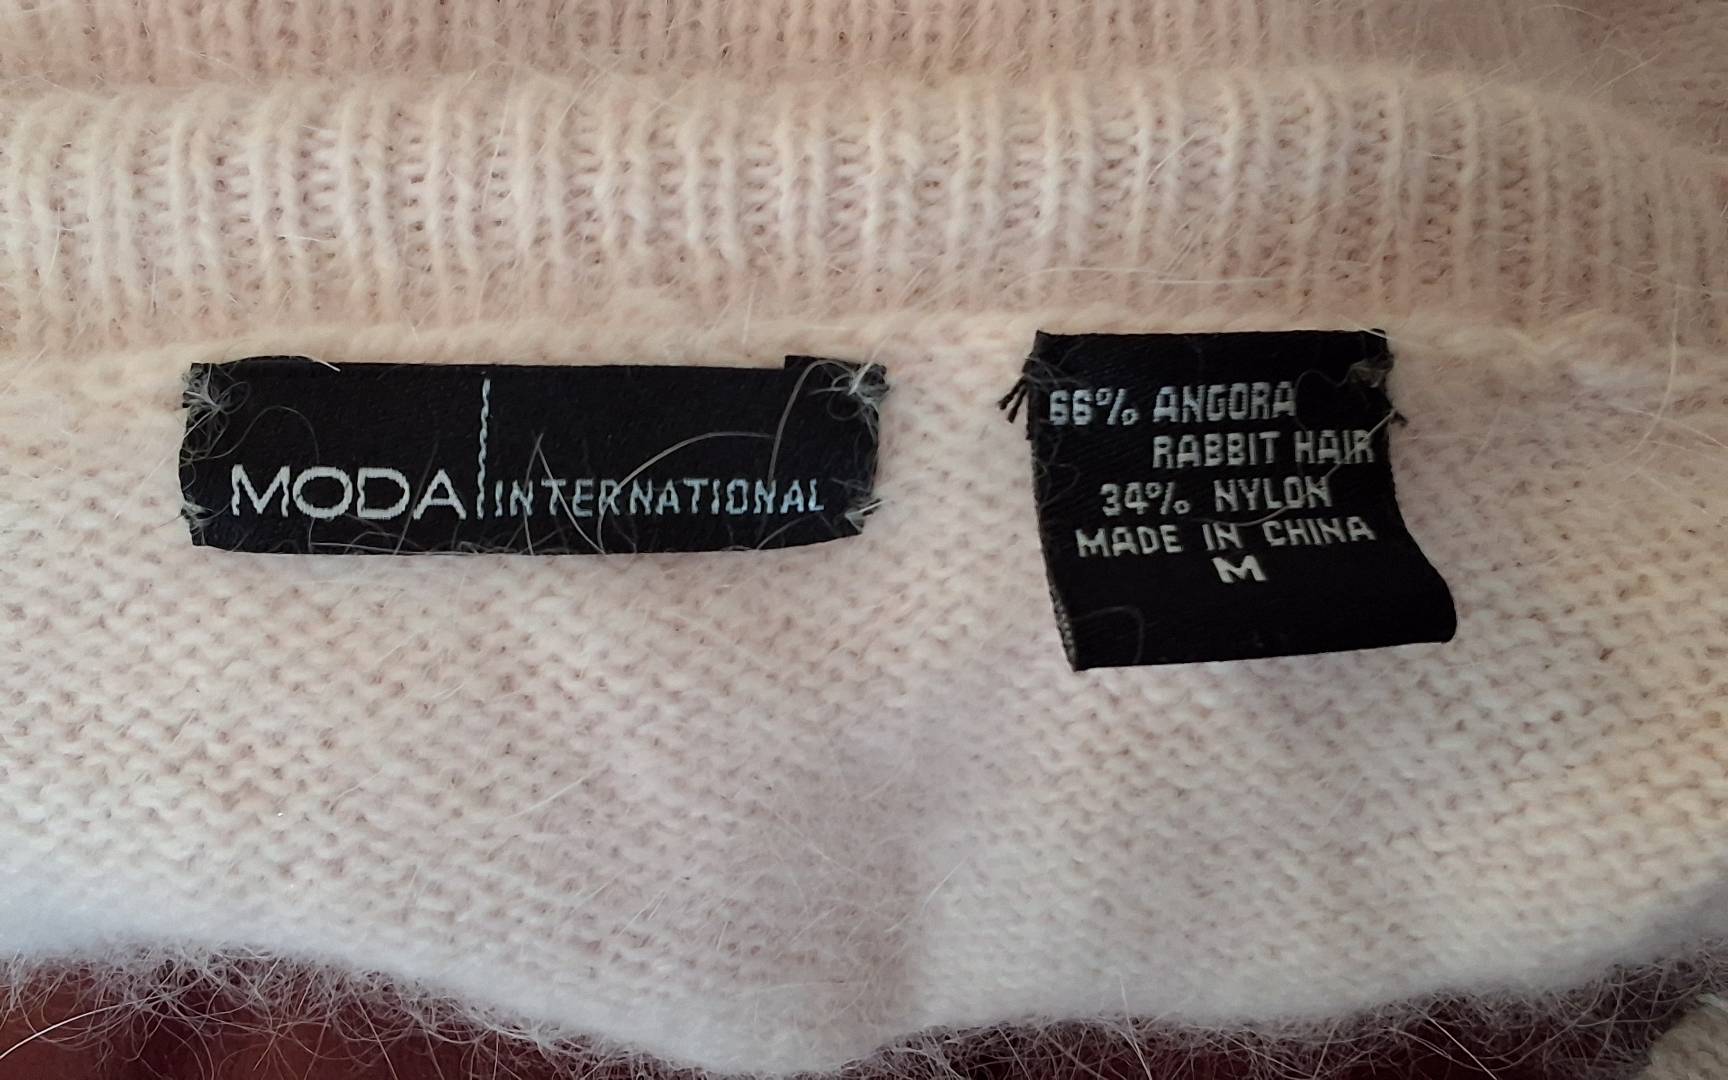 MODA INTERNATIONAL
66% ANGORA
RABBIT HAIR
34% NYLON
MADE IN CHINA
M